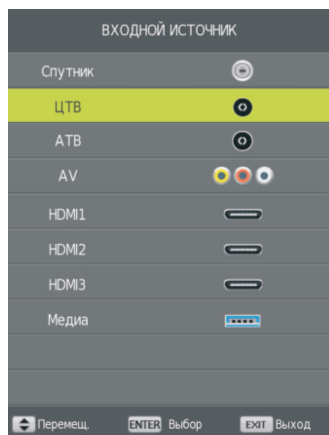 ВХОДНОЙ ИСТОЧНИК
Спутник
ЦТВ
АТВ
AV
HDMI1
HDMI2
HDMI3
Медиа
Перемещ. ENTER Выбор EXIT Выход